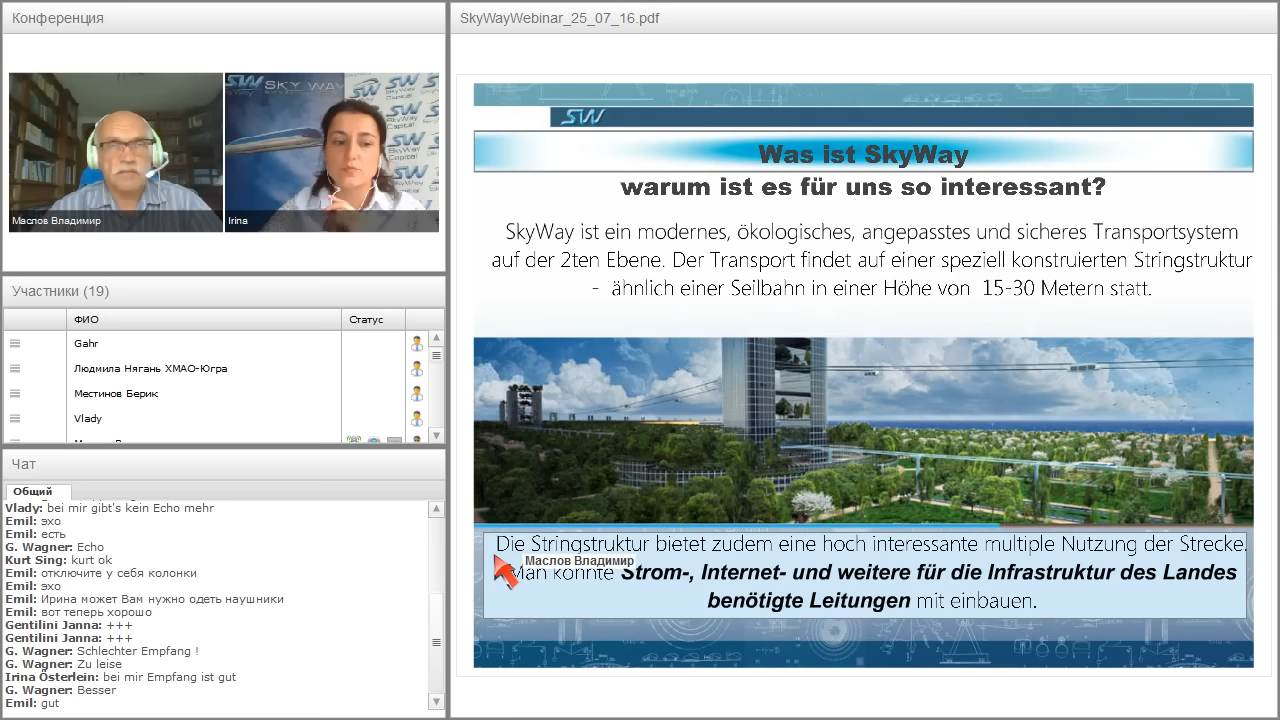 Конференция
SKY WAY
SW
SkyWay
Capital
Маслов Владимир
Irina
Участники (19)
ФИО
Статус
Gahr
Людмила Нягань ХМАО-Югра
Местинов Берик
Vlady
Чат
Общий
Vlady: bei mir gibt's kein Echo mehr
Emil: эхо
Emil: есть
G. Wagner: Echo
Kurt Sing: kurt ok
Emil: отключите у себя колонки
Emil: эхо
Emil: Ирина может Вам нужно одеть наушники
Emil: вот теперь хорошо
Gentilini Janna: +++
Gentilini Janna: +++
G. Wagner: Schlechter Empfang !
G. Wagner: Zu leise
Irina Österlein: bei mir Empfang ist gut
G. Wagner: Besser
Emil: gut
SkyWayWebinar_25_07_16.pdf
SW
Was ist SkyWay
warum ist es für uns so interessant?
SkyWay ist ein modernes, ökologisches, angepasstes und sicheres Transportsystem
auf der 2ten Ebene. Der Transport findet auf einer speziell konstruierten Stringstruktur
- ähnlich einer Seilbahn in einer Höhe von 15-30 Metern statt.
Die Stringstruktur bietet zudem eine hoch interessante multiple Nutzung der Strecke.
Маслов Владимир
Man könnte Strom-, Internet- und weitere für die Infrastruktur des Landes
benötigte Leitungen mit einbauen.